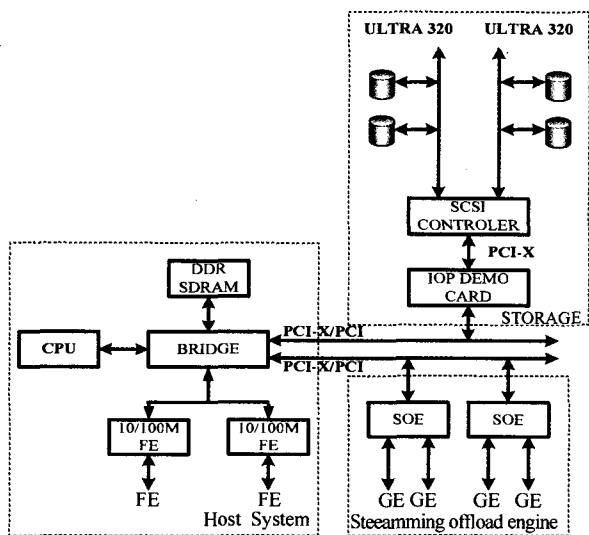 ULTRA 320 ULTRA 320
SCSI
CONTROLER
PCI-X
IOP DEMO
CARD
STORAGE
DDR
SDRAM
CPU
BRIDGE
PCI-X/PCI
PCI-X/PCI
10/100M
FE
10/100M
FE
FE
FE
Host System
SOE
SOE
GE GE
GE GE
Steeamming offload engine